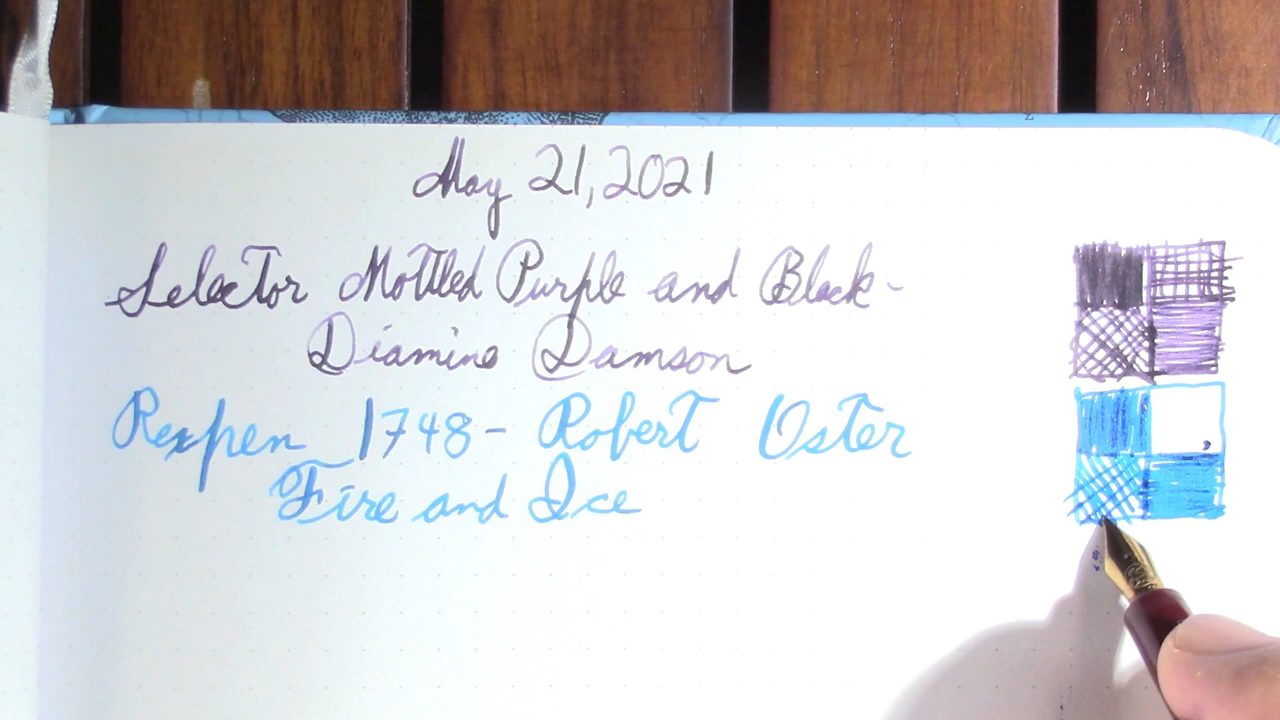 May 21, 2021
Selector Mottled Purple and Black-
Diamine Damson
Rexpen 1748- Robert Oster
Fire and Ice